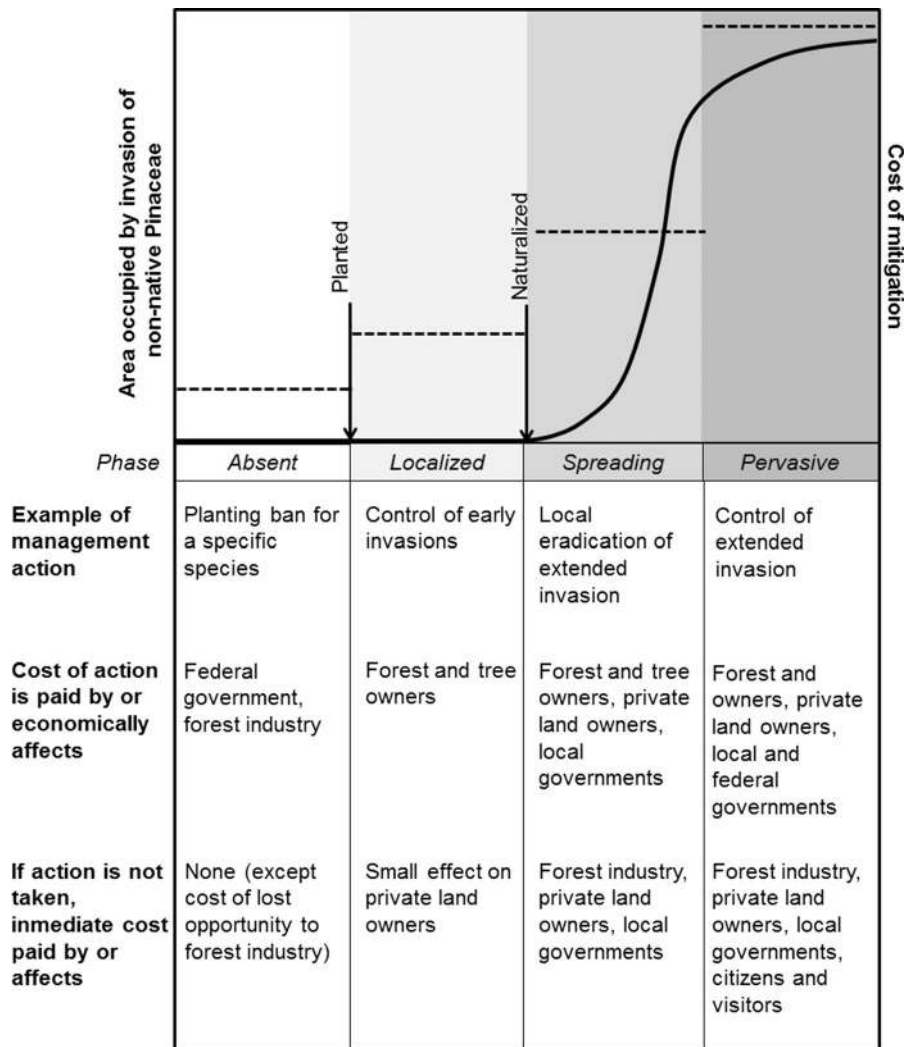 Area occupied by invasion of
non-native Pinaceae
Planted
Naturalized
Cost of mitigation
Phase
Absent
Localized
Spreading
Pervasive
Example of
management
action
Planting ban for
a specific
species
Control of early
invasions
Local
eradication of
extended
invasion
Control of
extended
invasion
Cost of action
is paid by or
economically
affects
Federal
government,
forest industry
Forest and tree
owners
Forest and tree
owners, private
land owners,
local
governments
Forest and
owners, private
land owners,
local and
federal
governments
If action is not
taken,
inmediate cost
paid by or
affects
None (except
cost of lost
opportunity to
forest industry)
Small effect on
private land
owners
Forest industry,
private land
owners, local
governments
Forest industry,
private land
owners, local
governments,
citizens and
visitors